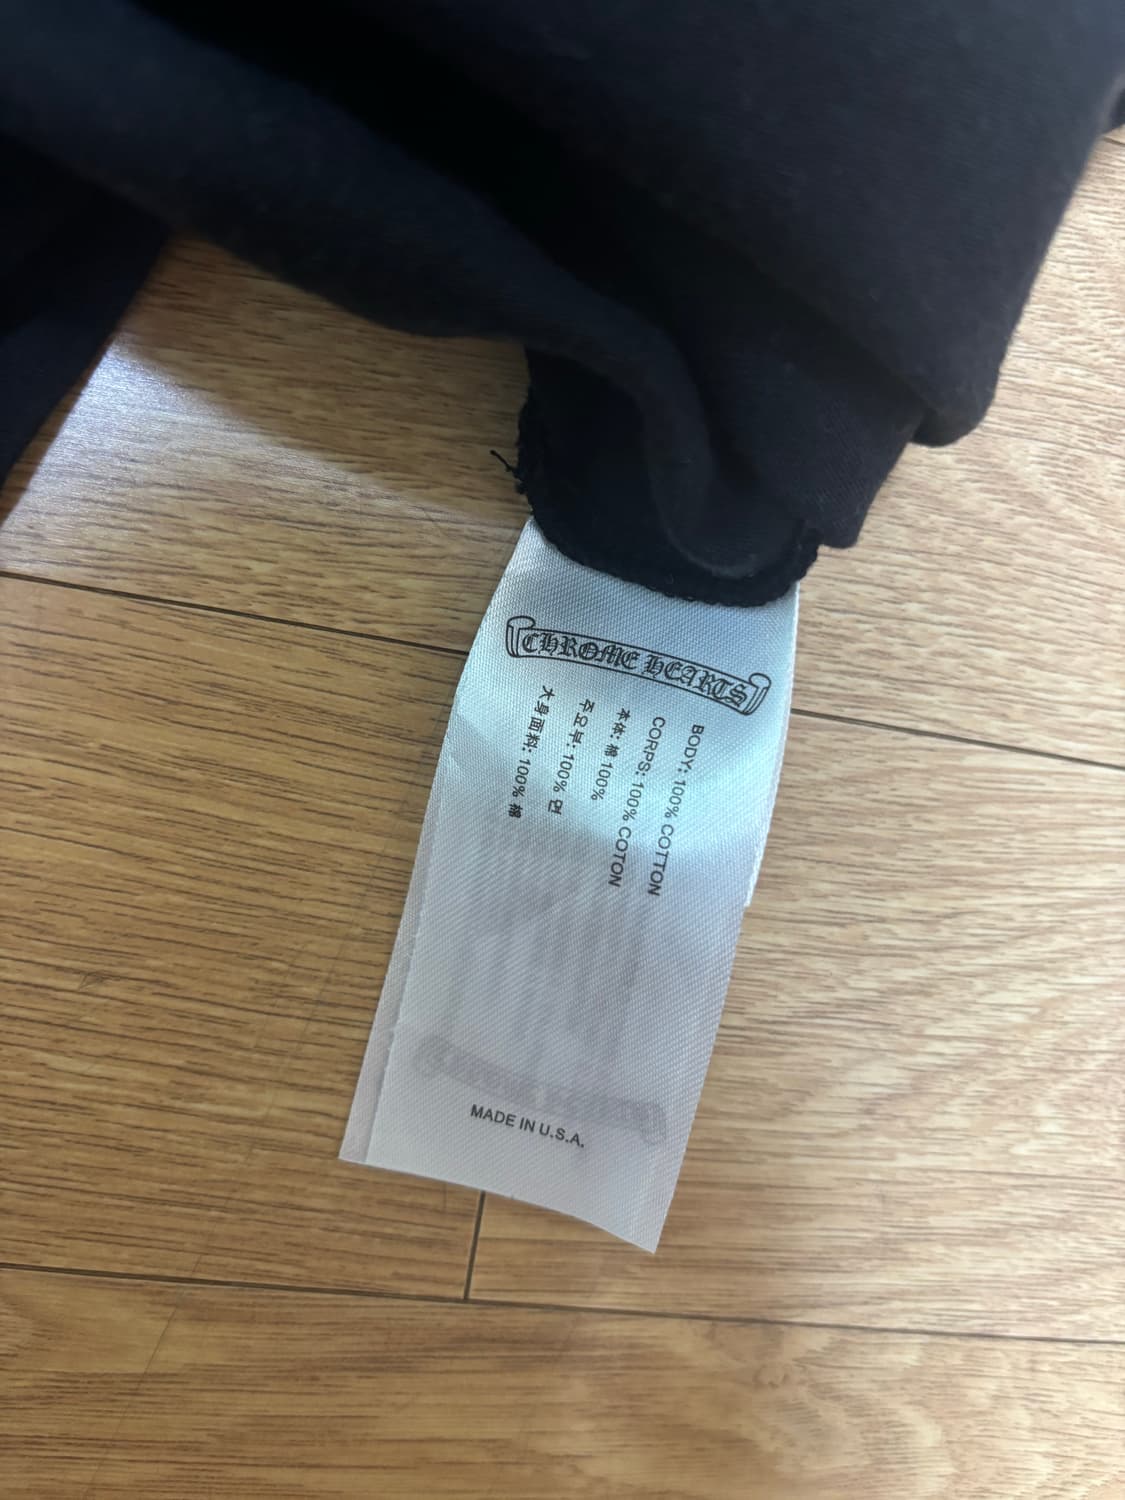 CHROME HEARTS
BODY: 100% COTTON
CORPS: 100% COTON
本体: 綿 100%
주요부: 100% 면
大身面料: 100% 棉
MADE IN U.S.A.